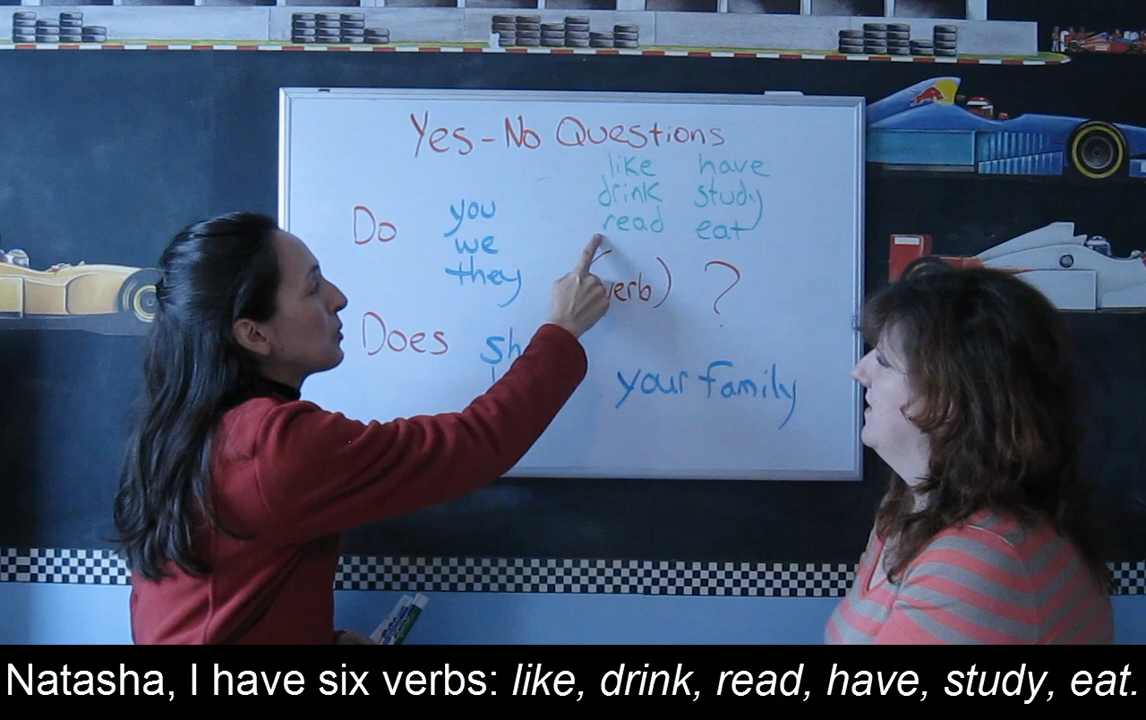 Yes-No Questions
like have
drink study
read eat
Do you
we
they
verb) ?
Does
your family
Natasha, I have six verbs: like, drink, read, have, study, eat.